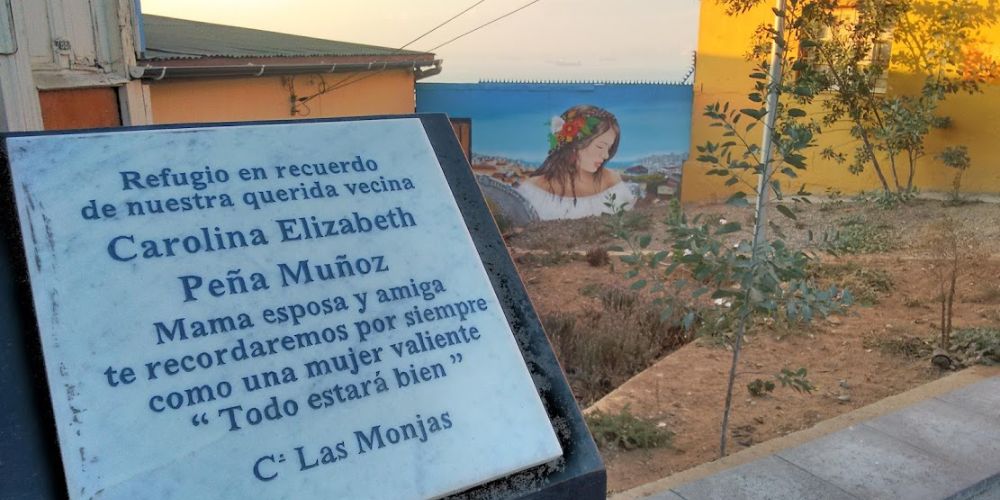 Refugio en recuerdo
de nuestra querida vecina
Carolina Elizabeth
Peña Muñoz
Mama esposa y amiga
te recordaremos por siempre
como una mujer valiente
“ Todo estará bien ”
Cª Las Monjas